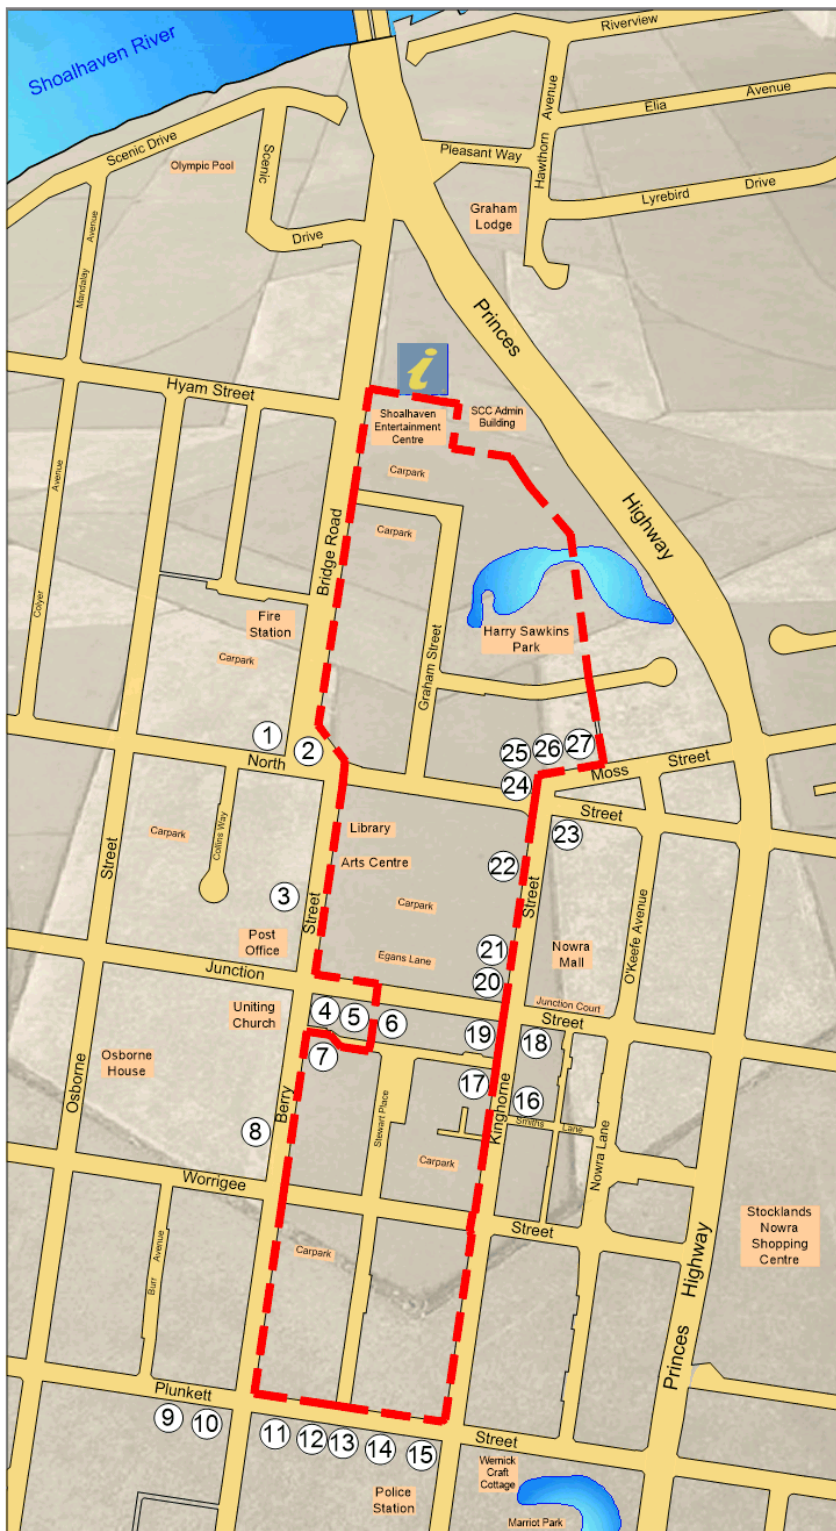 Riverview
Shoalhaven River
Elia Avenue
Hawthorn Avenue
Scenic Drive
Pleasant Way
Olympic Pool
Scenic
Drive
Lyrebird Drive
Graham
Lodge
Mandalay Avenue
Princes
Highway
i
Hyam Street
Shoalhaven
Entertainment
Centre
SCC Admin
Building
Carpark
Carpark
Colyer Avenue
Bridge Road
Fire
Station
Carpark
Graham Street
Harry Sawkins
Park
1
2
North
25
26
27
24
Moss Street
Street
23
Carpark
Collins Way
Library
Arts Centre
22
Street
Street
3
Street
Carpark
O'Keefe Avenue
Post
Office
Egans Lane
21
20
Nowra
Mall
Junction
Junction Court
Street
Uniting
Church
4
5
6
19
18
7
Osborne
House
Osborne
17
16
Kinghorne
Berry
Stewart Place
8
Smiths Lane
Nowra Lane
Carpark
Worrigee
Street
Stocklands
Nowra
Shopping
Centre
Burr Avenue
Carpark
Princes Highway
Plunkett
9
10
11
12
13
14
15
Street
Wernick
Craft
Cottage
Police
Station
Marriot Park